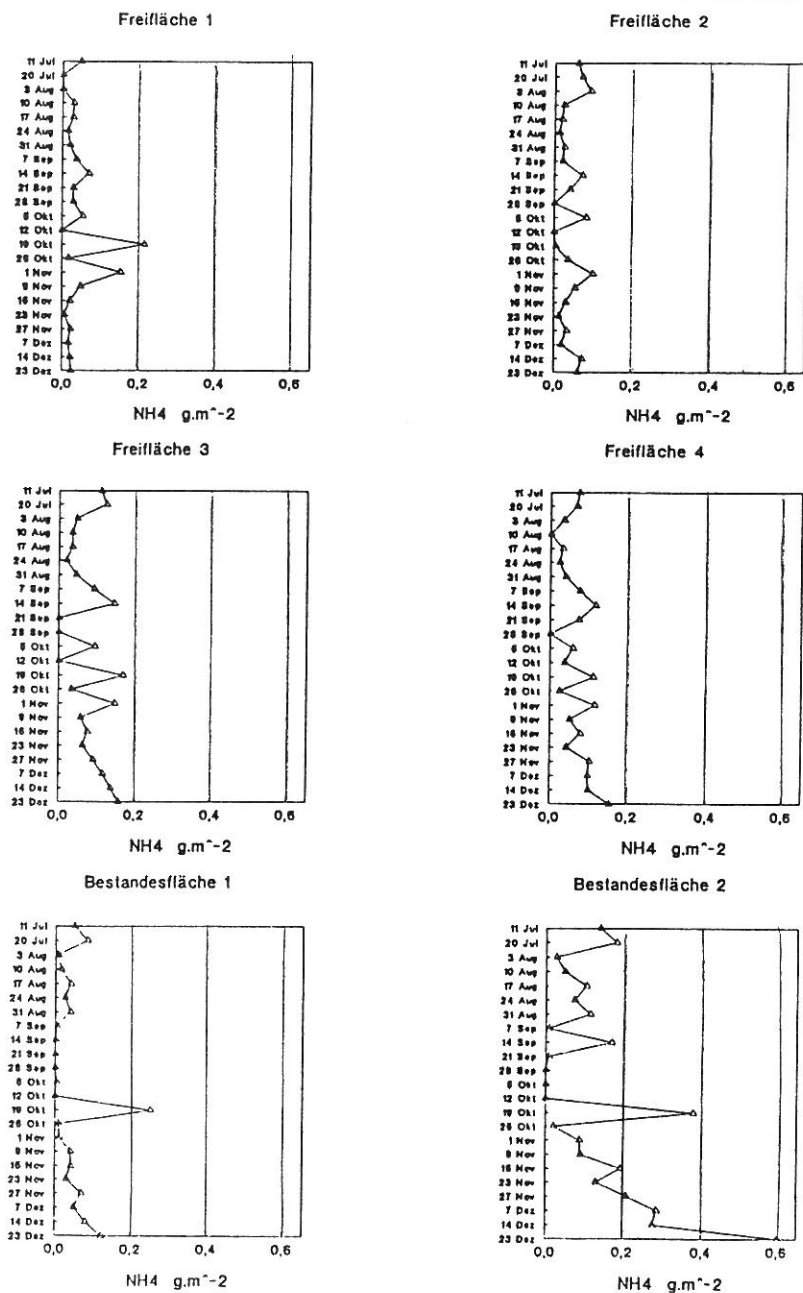 Freifläche 1
11 Jul
20 Jul
3 Aug
10 Aug
17 Aug
24 Aug
31 Aug
7 Sep
14 Sep
21 Sep
28 Sep
5 Okt
12 Okt
19 Okt
26 Okt
1 Nov
9 Nov
16 Nov
23 Nov
27 Nov
7 Dez
14 Dez
23 Dez
0,0 0,2 0,4 0,6
NH4 g.m^-2
Freifläche 2
11 Jul
20 Jul
3 Aug
10 Aug
17 Aug
24 Aug
31 Aug
7 Sep
14 Sep
21 Sep
28 Sep
5 Okt
12 Okt
19 Okt
26 Okt
1 Nov
9 Nov
16 Nov
23 Nov
27 Nov
7 Dez
14 Dez
23 Dez
0,0 0,2 0,4 0,6
NH4 g.m^-2
Freifläche 3
11 Jul
20 Jul
3 Aug
10 Aug
17 Aug
24 Aug
31 Aug
7 Sep
14 Sep
21 Sep
28 Sep
5 Okt
12 Okt
19 Okt
26 Okt
1 Nov
9 Nov
16 Nov
23 Nov
27 Nov
7 Dez
14 Dez
23 Dez
0,0 0,2 0,4 0,6
NH4 g.m^-2
Freifläche 4
11 Jul
20 Jul
3 Aug
10 Aug
17 Aug
24 Aug
31 Aug
7 Sep
14 Sep
21 Sep
28 Sep
5 Okt
12 Okt
19 Okt
26 Okt
1 Nov
9 Nov
16 Nov
23 Nov
27 Nov
7 Dez
14 Dez
23 Dez
0,0 0,2 0,4 0,6
NH4 g.m^-2
Bestandesfläche 1
11 Jul
20 Jul
3 Aug
10 Aug
17 Aug
24 Aug
31 Aug
7 Sep
14 Sep
21 Sep
28 Sep
5 Okt
12 Okt
19 Okt
26 Okt
1 Nov
9 Nov
16 Nov
23 Nov
27 Nov
7 Dez
14 Dez
23 Dez
0,0 0,2 0,4 0,6
NH4 g.m^-2
Bestandesfläche 2
11 Jul
20 Jul
3 Aug
10 Aug
17 Aug
24 Aug
31 Aug
7 Sep
14 Sep
21 Sep
28 Sep
5 Okt
12 Okt
19 Okt
26 Okt
1 Nov
9 Nov
16 Nov
23 Nov
27 Nov
7 Dez
14 Dez
23 Dez
0,0 0,2 0,4 0,6
NH4 g.m^-2